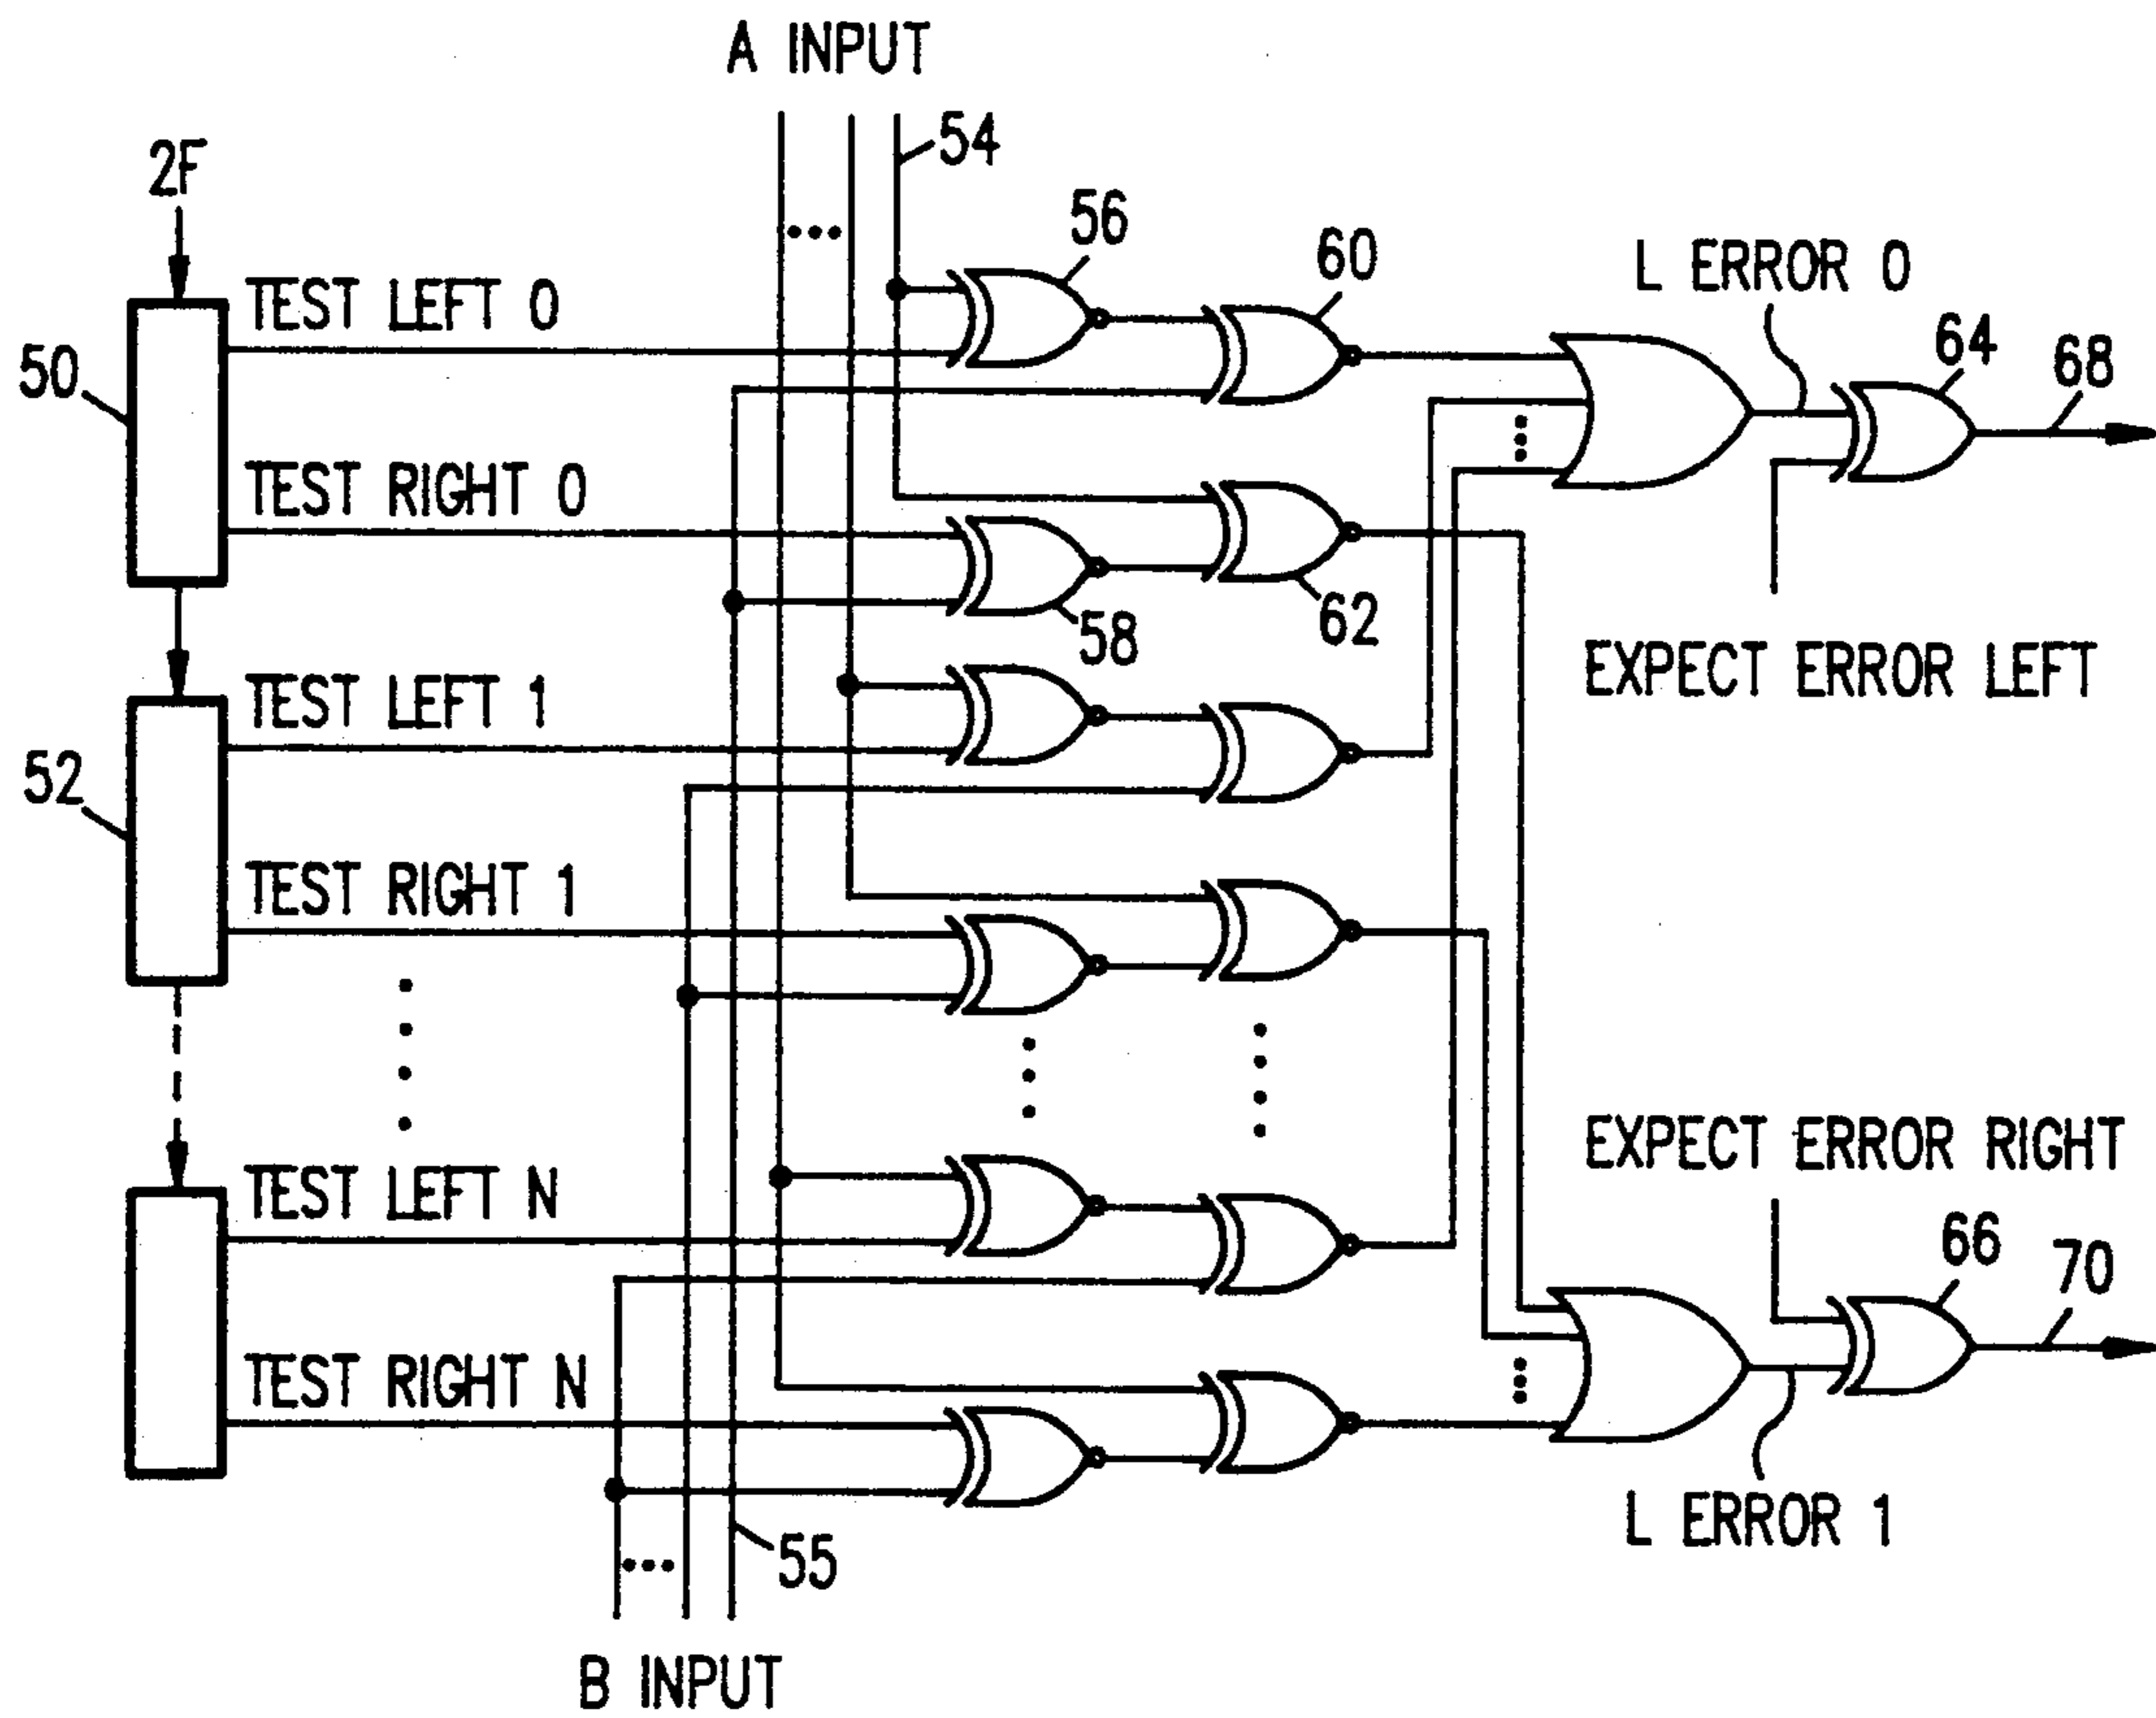 A INPUT
54
2F
56
60
L ERROR 0
TEST LEFT 0
64
68
50
TEST RIGHT 0
62
58
EXPECT ERROR LEFT
TEST LEFT 1
52
TEST RIGHT 1
EXPECT ERROR RIGHT
TEST LEFT N
66
70
TEST RIGHT N
L ERROR 1
55
B INPUT